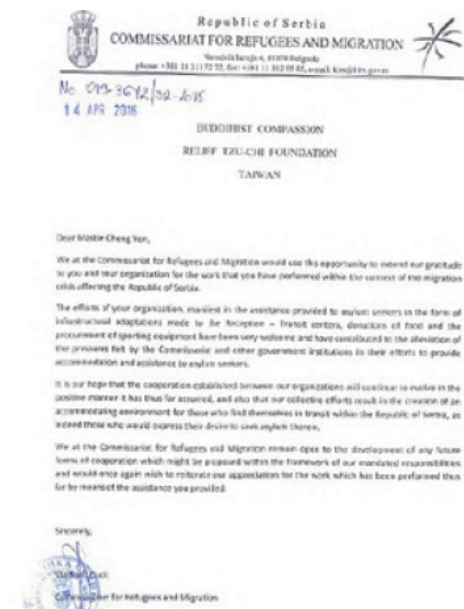 Republic of Serbia
COMMISSARIAT FOR REFUGEES AND MIGRATION
No 019-3672/ -2015
14 APR 2016
BUDDIHIST COMPASSION
RELIEF TZU-CHI FOUNDATION
TAIWAN
Dear Master Cheng Yen,
We at the Commissariat for Refugees and Migration would use this opportunity to extend our gratitude
to you and your organization for the work that you have performed within the context of the migration
crisis affecting the Republic of Serbia.
The efforts of your organization, manifest in the assistance provided to asylum seekers in the form of
infrastructural adaptations made to the Reception – Transit centers, donations of food and the
procurement of sporting equipment have been very welcome and have contributed to the alleviation of
the pressures felt by the Commissariat and other government institutions in their efforts to provide
accommodation and assistance to asylum seekers.
It is our hope that the cooperation established between our organizations will continue to evolve in the
positive manner it has thus far assured, and also that our collective efforts result in the creation of an
accommodating environment for those who find themselves in transit within the Republic of Serbia, as
indeed those who would express their desire to seek asylum therein.
We at the Commissariat for Refugees and Migration remain open to the development of any future
forms of cooperation which might be proposed within the framework of our mandated responsibilities
and would once again wish to reiterate our appreciation for the work which has been performed thus
far by means of the assistance you provided.
Sincerely,
Commissioner for Refugees and Migration